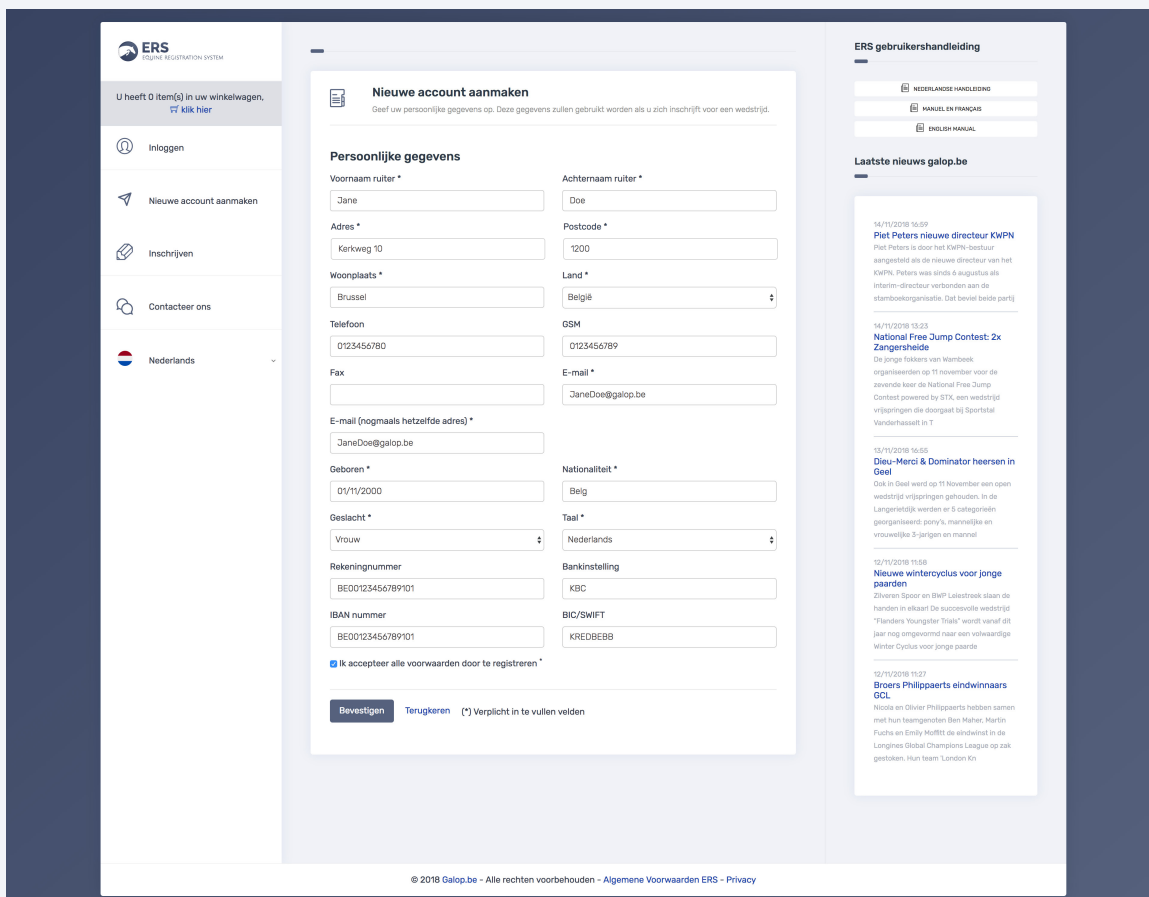 ERS
EQUINE REGISTRATION SYSTEM
U heeft 0 item(s) in uw winkelwagen,
klik hier
Inloggen
Nieuwe account aanmaken
Inschrijven
Contacteer ons
Nederlands
Nieuwe account aanmaken
Geef uw persoonlijke gegevens op. Deze gegevens zullen gebruikt worden als u zich inschrijft voor een wedstrijd.
Persoonlijke gegevens
Voornaam ruiter * Achternaam ruiter *
Jane Doe
Adres * Postcode *
Kerkweg 10 1200
Woonplaats * Land *
Brussel België
Telefoon GSM
0123456780 0123456789
Fax E-mail *
JaneDoe@galop.be
E-mail (nogmaals hetzelfde adres) *
JaneDoe@galop.be
Geboren * Nationaliteit *
01/11/2000 Belg
Geslacht * Taal *
Vrouw Nederlands
Rekeningnummer Bankinstelling
BE00123456789101 KBC
IBAN nummer BIC/SWIFT
BE00123456789101 KREDBEBB
Ik accepteer alle voorwaarden door te registreren *
Bevestigen Terugkeren (*) Verplicht in te vullen velden
ERS gebruikershandleiding
NEDERLANDSE HANDLEIDING
MANUEL EN FRANÇAIS
ENGLISH MANUAL
Laatste nieuws galop.be
14/11/2018 16:59
Piet Peters nieuwe directeur KWPN
Piet Peters is door het KWPN-bestuur
aangesteld als de nieuwe directeur van het
KWPN. Peters was sinds 6 augustus als
interim-directeur verbonden aan de
stamboekorganisatie. Dat beviel beide partij
14/11/2018 13:23
National Free Jump Contest: 2x
Zangersheide
De jonge fokkers van Wambeek
organiseerden op 11 november voor de
zevende keer de National Free Jump
Contest powered by STX, een wedstrijd
vrijspringen die doorgaat bij Sportstal
Vanderhasselt in T
13/11/2018 16:55
Dieu-Merci & Dominator heersen in
Geel
Ook in Geel werd op 11 November een open
wedstrijd vrijspringen gehouden. In de
Langerietdijk werden er 5 categorieën
georganiseerd: pony's, mannelijke en
vrouwelijke 3-jarigen en mannel
12/11/2018 11:58
Nieuwe wintercyclus voor jonge
paarden
Zilveren Spoor en BWP Lelestreek slaan de
handen in elkaar! De succesvolle wedstrijd
"Flanders Youngster Trials" wordt vanaf dit
jaar nog omgevormd naar een volwaardige
Winter Cyclus voor jonge paarde
12/11/2018 11:27
Broers Philippaerts eindwinnaars
GCL
Nicola en Olivier Philippaerts hebben samen
met hun teamgenoten Ben Maher, Martin
Fuchs en Emily Moffitt de eindwinst in de
Longines Global Champions League op zak
gestoken. Hun team 'London Kn
© 2018 Galop.be - Alle rechten voorbehouden - Algemene Voorwaarden ERS - Privacy